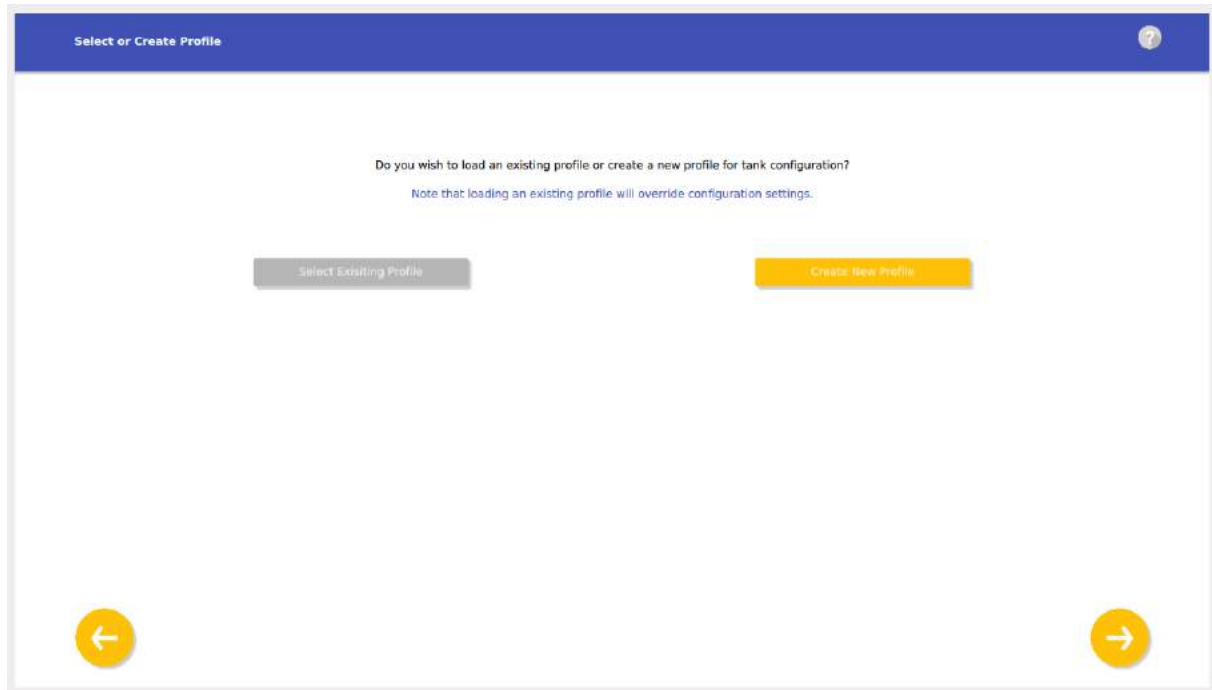 Select or Create Profile
?
Do you wish to load an existing profile or create a new profile for tank configuration?
Note that loading an existing profile will override configuration settings.
Select Exisiting Profile
Create New Profile